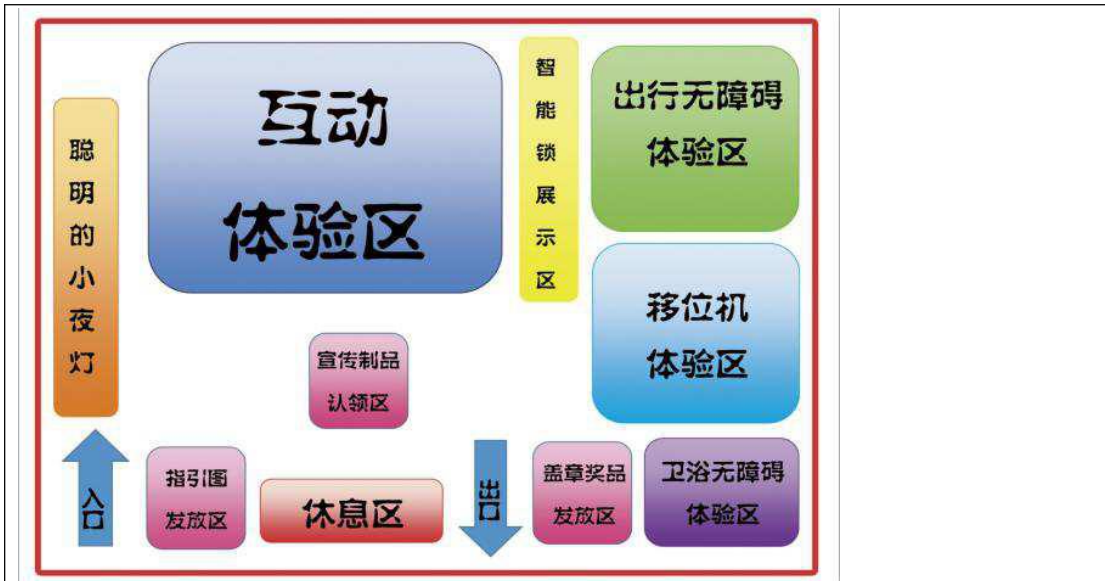 互动
体验区
智能锁展示区
出行无障碍
体验区
聪明的小夜灯
移位机
体验区
宣传制品
认领区
入口
指引图
发放区
休息区
出口
盖章奖品
发放区
卫浴无障碍
体验区